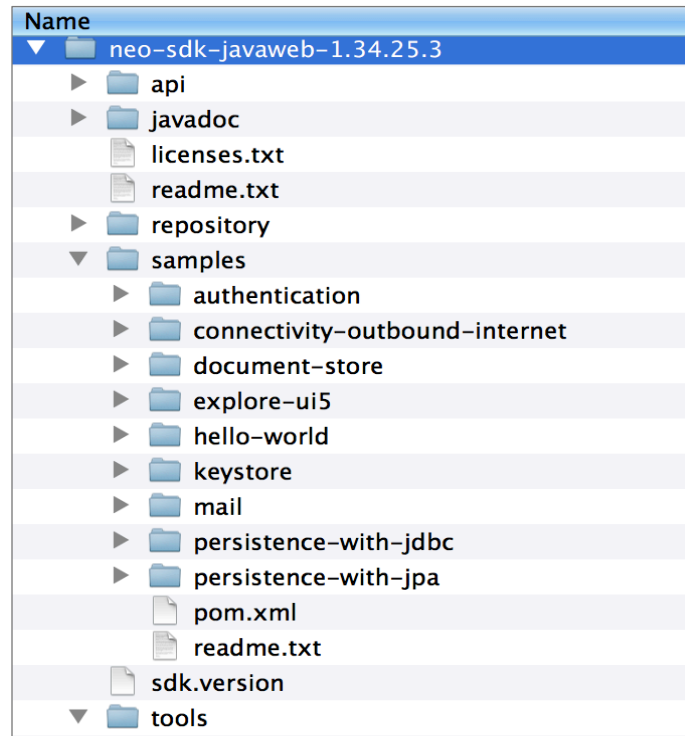 Name
neo-sdk-javaweb-1.34.25.3
api
javadoc
licenses.txt
readme.txt
repository
samples
authentication
connectivity-outbound-internet
document-store
explore-ui5
hello-world
keystore
mail
persistence-with-jdbc
persistence-with-jpa
pom.xml
readme.txt
sdk.version
tools